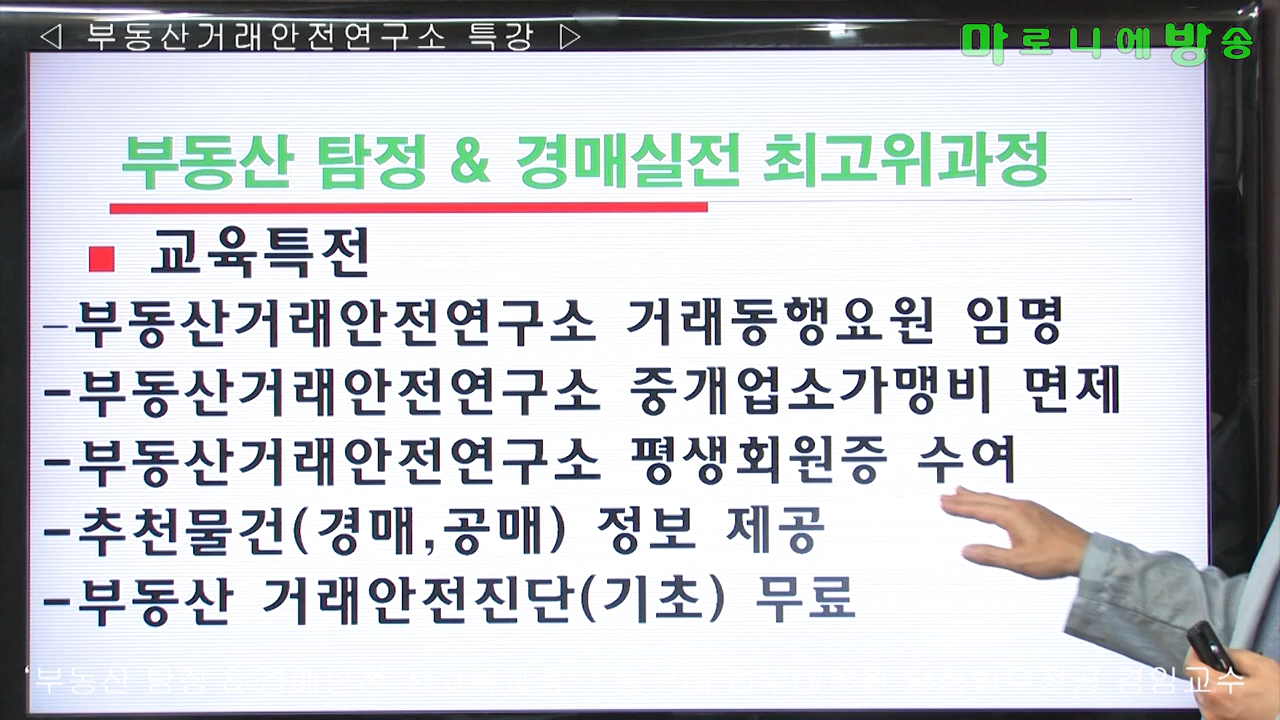 ◁ 부동산거래안전연구소 특강 ▷
마로니에방송
부동산 탐정 & 경매실전 최고위과정
■ 교육특전
-부동산거래안전연구소 거래동행요원 임명
-부동산거래안전연구소 중개업소가맹비 면제
-부동산거래안전연구소 평생회원증 수여
-추천물건(경매,공매) 정보 제공
-부동산 거래안전진단(기초) 무료
‘부동산 탐정 & 겸임교수